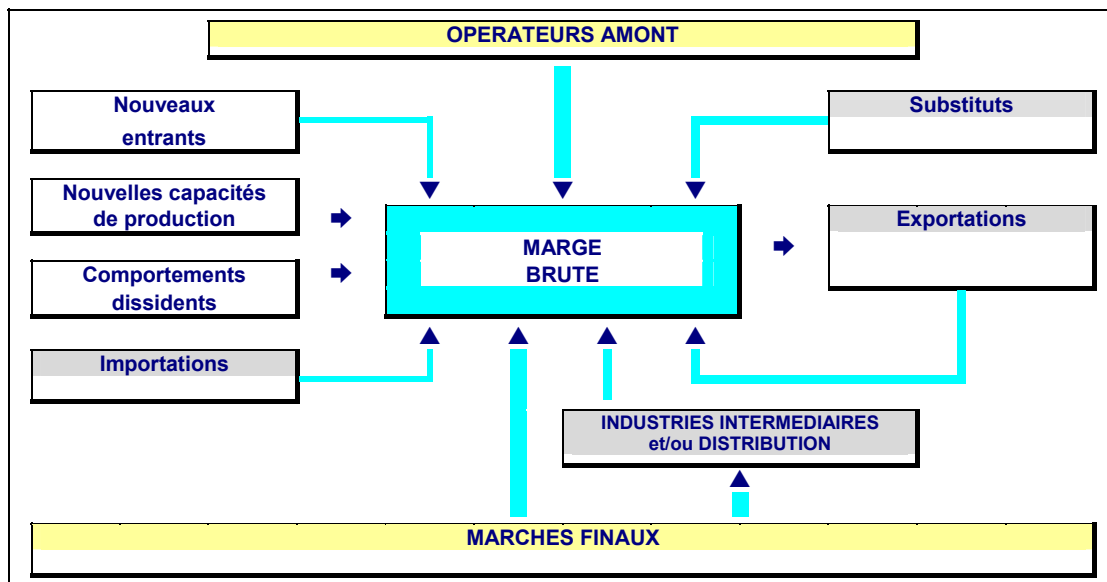 OPERATEURS AMONT
Nouveaux
entrants
Substituts
Nouvelles capacités
de production
Exportations
MARGE
BRUTE
Comportements
dissidents
Importations
INDUSTRIES INTERMEDIAIRES
et/ou DISTRIBUTION
MARCHES FINAUX